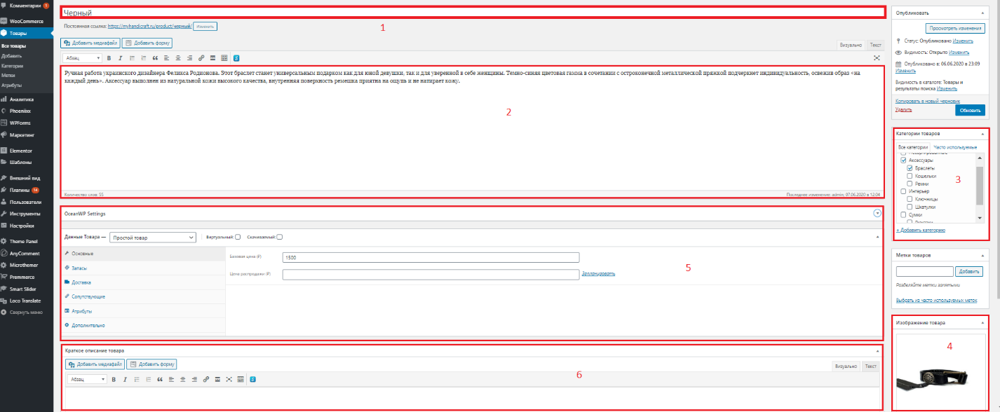 Комментарии 1
WooCommerce
Товары
Все товары
Добавить
Категории
Метки
Атрибуты
Аналитика
Phoeniixx
WPForms
Маркетинг
Elementor
Шаблоны
Внешний вид
Плагины 14
Пользователи
Инструменты
Настройки
Theme Panel
AnyComment
Microthemer
Premmerce
Smart Slider
Loco Translate
Свернуть меню
Черный
1
Постоянная ссылка: https://myhandicraft.ru/product/черный/ Изменить
Добавить медиафайл Добавить форму
Визуально Текст
Абзац
Ручная работа украинского дизайнера Феликса Родионова. Этот браслет станет универсальным подарком как для юной девушки, так и для уверенной в себе женщины. Темно-синяя цветовая гамма в сочетании с остроконечной металлической пряжкой подчеркнет индивидуальность, освежив образ «на
каждый день». Аксессуар выполнен из натуральной кожи высокого качества, внутренняя поверхность ремешка приятна на ощупь и не натирает кожу.
2
Количество слов: 55
Последнее изменение: admin; 07.06.2020 в 12:04
OceanWP Settings
Данные Товара — Простой товар Виртуальный: Скачиваемый:
Основные
Запасы
Доставка
Сопутствующие
Атрибуты
Дополнительно
Базовая цена (₽) 1500
Цена распродажи (₽) Запланировать
5
Краткое описание товара
Добавить медиафайл Добавить форму
Визуально Текст
Абзац
6
Опубликовать
Просмотреть изменения
Статус: Опубликовано Изменить
Видимость: Открыто Изменить
Опубликовано в: 06.06.2020 в 23:09
Изменить
Видимость в каталоге: Товары и
результаты поиска Изменить
Копировать в новый черновик
Удалить
Обновить
Категории товаров
Все категории Часто используемые
Аксессуары
Браслеты
Кошельки
Ремни
Интерьер
Ключницы
Шкатулки
Сумки
3
+ Добавить категорию
Метки товаров
Добавить
Разделяйте метки запятыми
Выбрать из часто используемых меток
Изображение товара
4